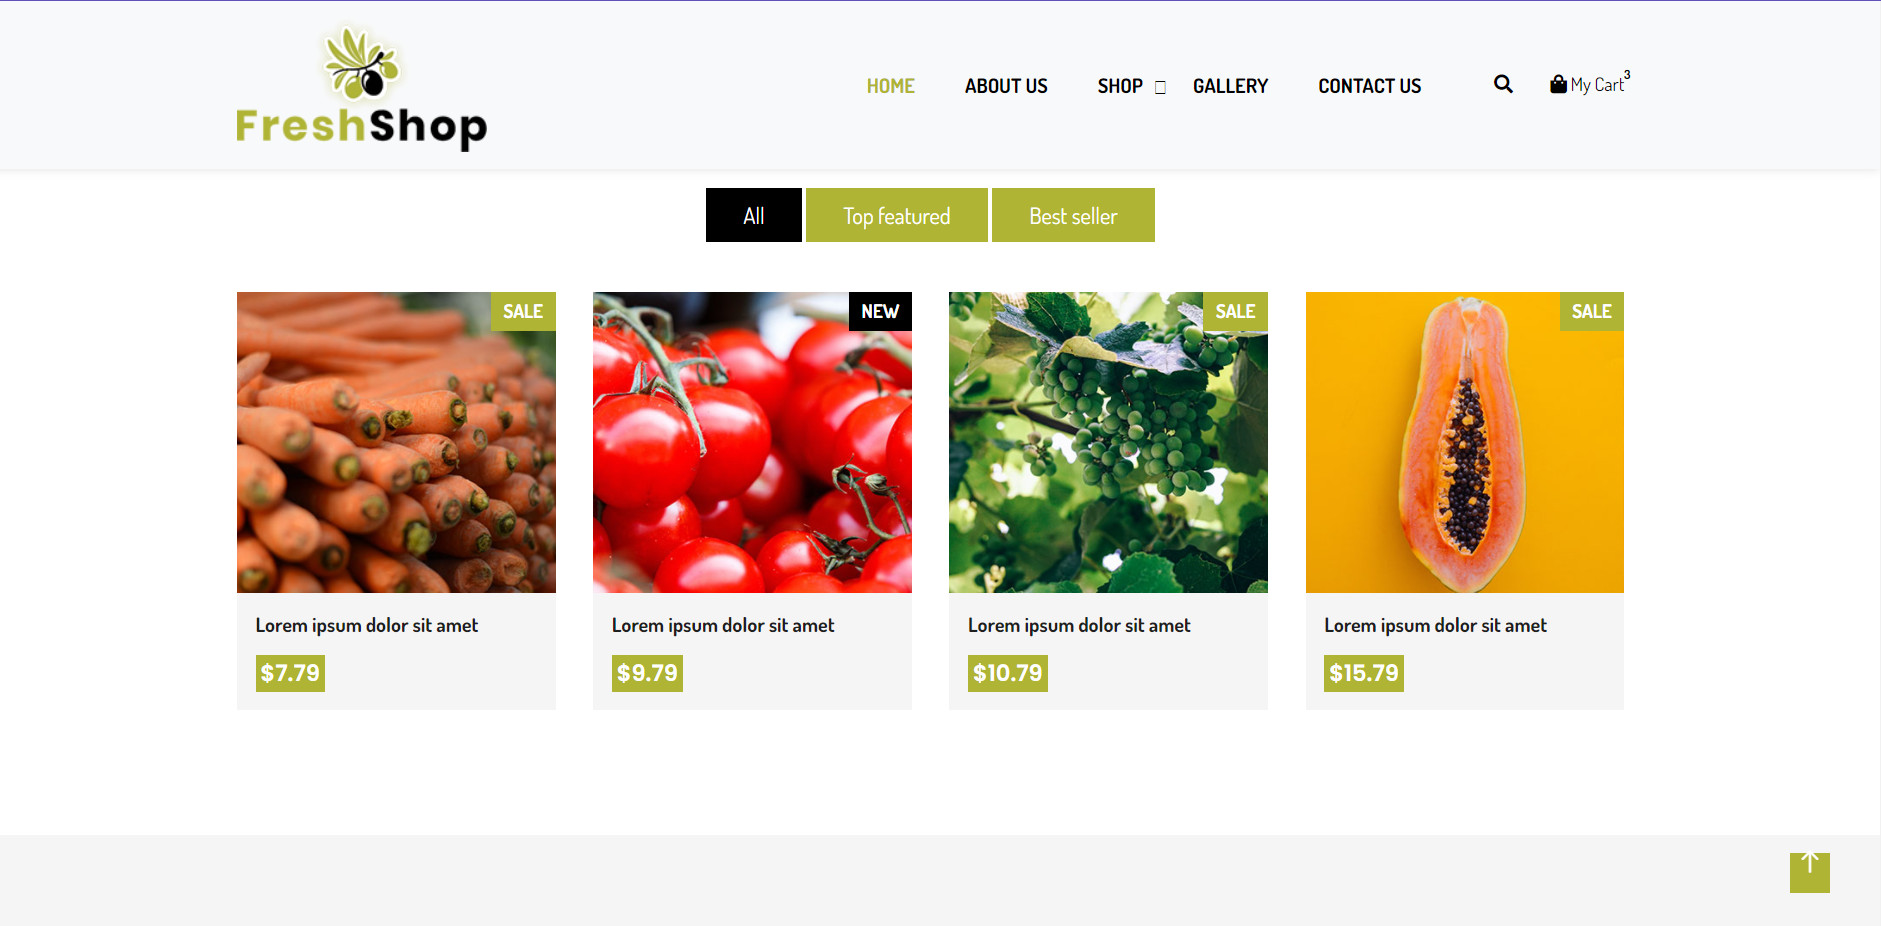 FreshShop
HOME ABOUT US SHOP GALLERY CONTACT US My Cart 3
All Top featured Best seller
SALE NEW SALE SALE
Lorem ipsum dolor sit amet Lorem ipsum dolor sit amet Lorem ipsum dolor sit amet Lorem ipsum dolor sit amet
$7.79 $9.79 $10.79 $15.79